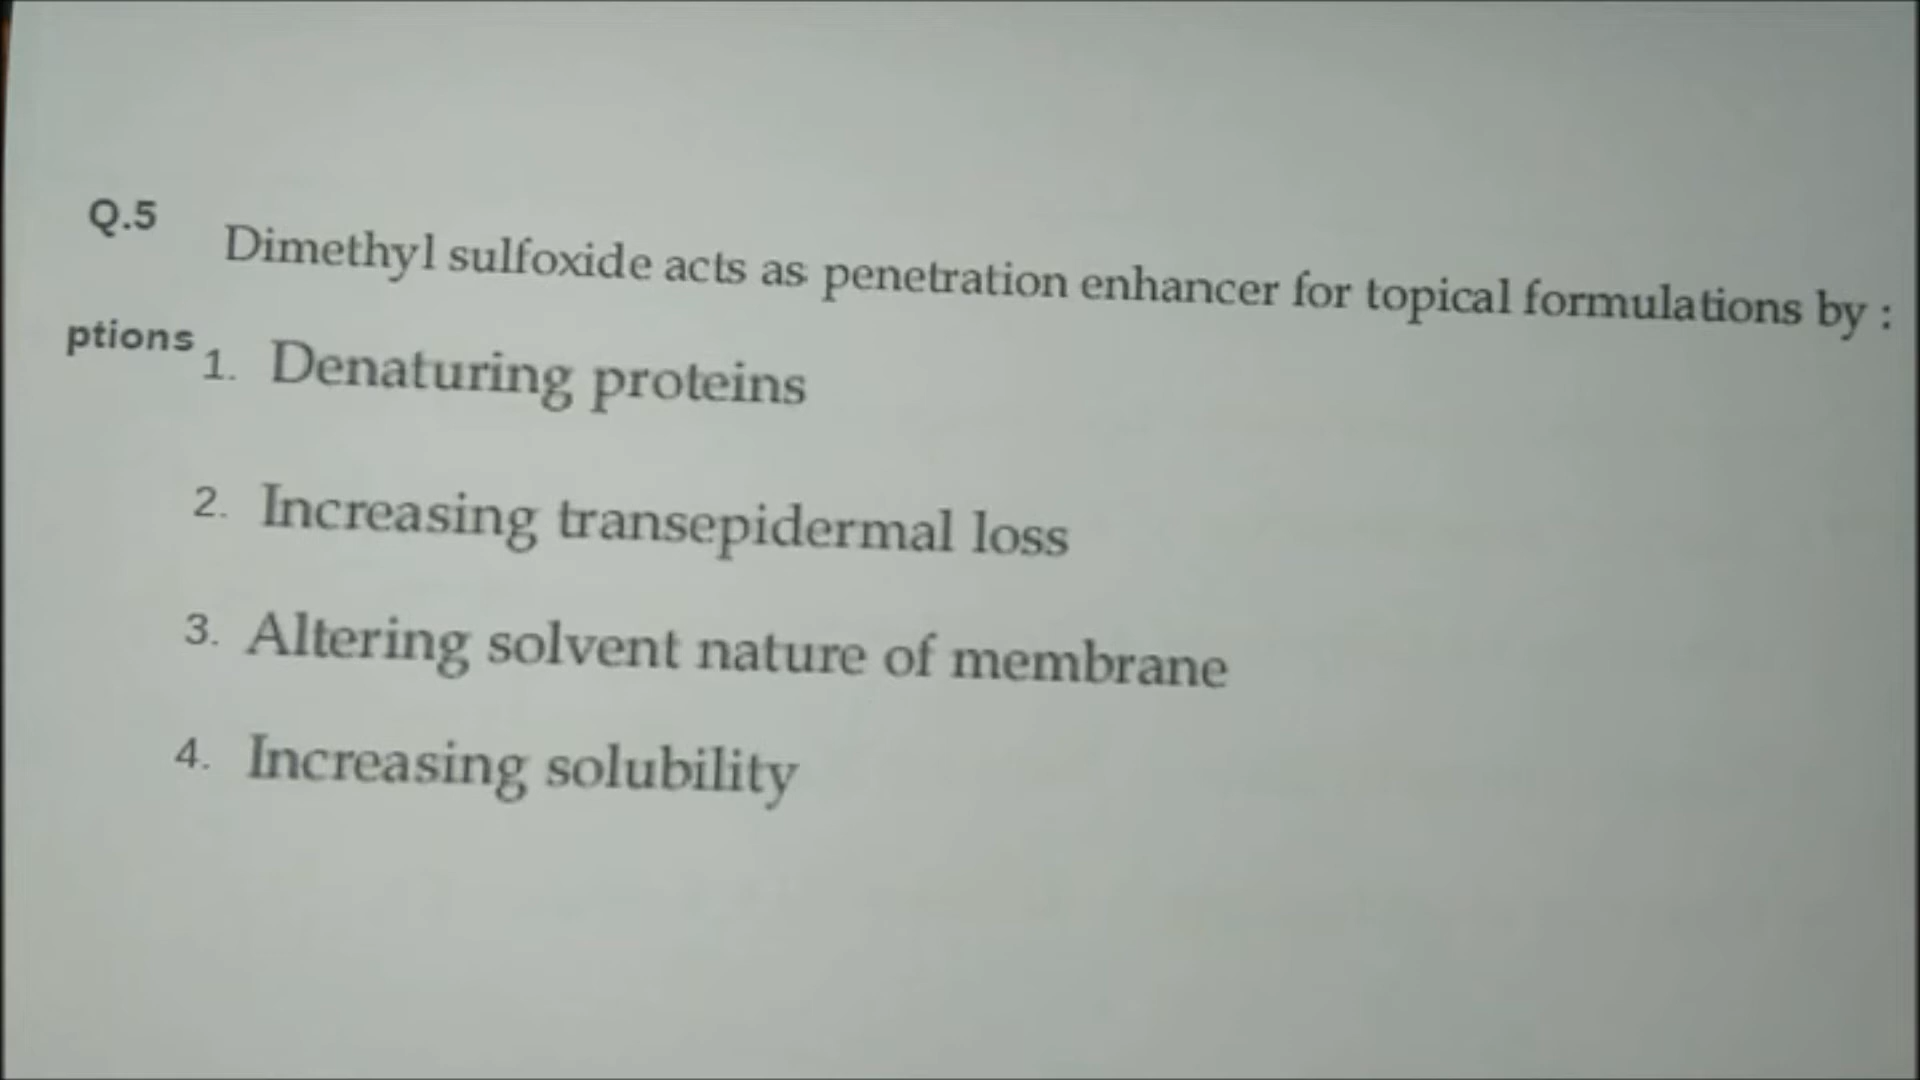 Q.5 Dimethyl sulfoxide acts as penetration enhancer for topical formulations by :
ptions 1. Denaturing proteins
2. Increasing transepidermal loss
3. Altering solvent nature of membrane
4. Increasing solubility